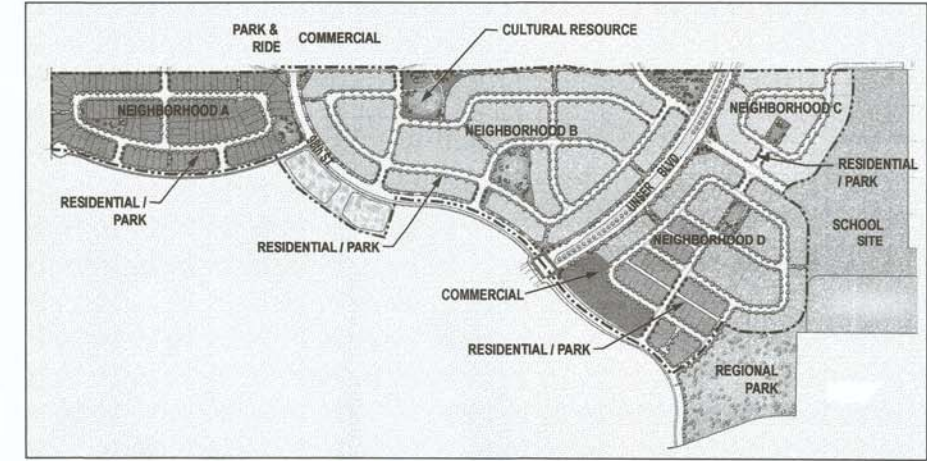 PARK &
RIDE
COMMERCIAL
CULTURAL RESOURCE
NEIGHBORHOOD A
NEIGHBORHOOD B
NEIGHBORHOOD C
RESIDENTIAL
/ PARK
UNSER BLVD
RESIDENTIAL /
PARK
RESIDENTIAL / PARK
SCHOOL
SITE
NEIGHBORHOOD D
COMMERCIAL
RESIDENTIAL / PARK
REGIONAL
PARK